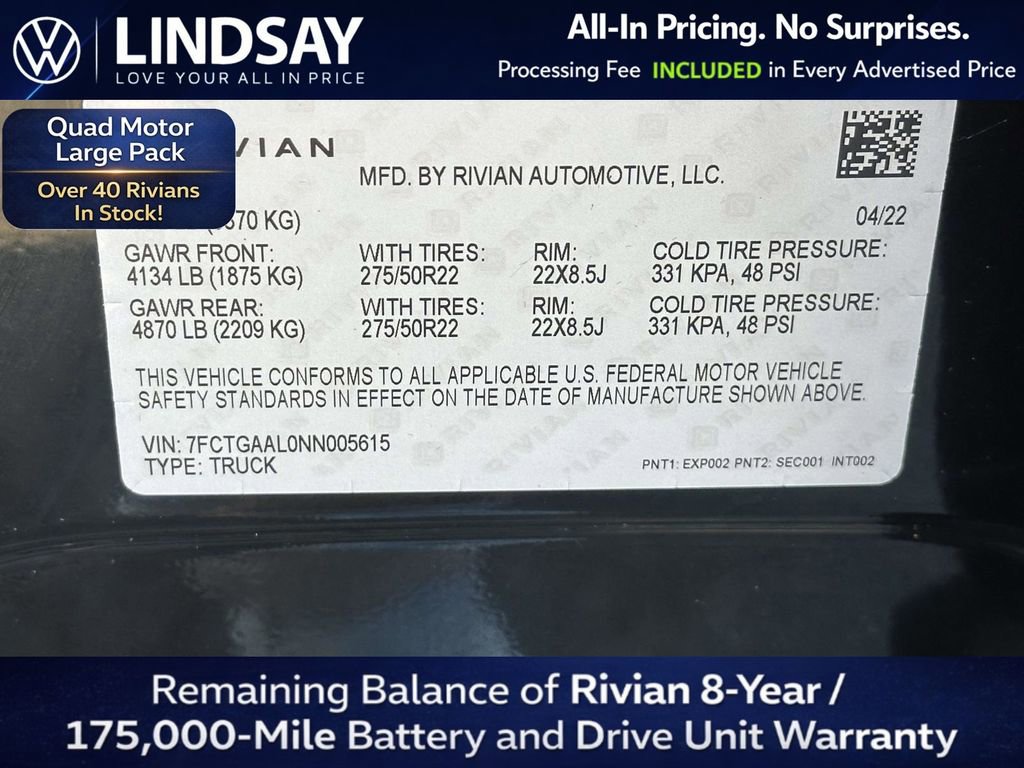 LINDSAY
LOVE YOUR ALL IN PRICE
All-In Pricing. No Surprises.
Processing Fee INCLUDED in Every Advertised Price
Quad Motor
Large Pack
Over 40 Rivians
In Stock!
VIAN
MFD. BY RIVIAN AUTOMOTIVE, LLC.
670 KG)
04/22
GAWR FRONT: WITH TIRES: RIM: COLD TIRE PRESSURE:
4134 LB (1875 KG) 275/50R22 22X8.5J 331 KPA, 48 PSI
GAWR REAR: WITH TIRES: RIM: COLD TIRE PRESSURE:
4870 LB (2209 KG) 275/50R22 22X8.5J 331 KPA, 48 PSI
THIS VEHICLE CONFORMS TO ALL APPLICABLE U.S. FEDERAL MOTOR VEHICLE
SAFETY STANDARDS IN EFFECT ON THE DATE OF MANUFACTURE SHOWN ABOVE.
VIN: 7FCTGAAL0NN005615
TYPE: TRUCK
PNT1: EXP002 PNT2: SEC001 INT002
Remaining Balance of Rivian 8-Year /
175,000-Mile Battery and Drive Unit Warranty